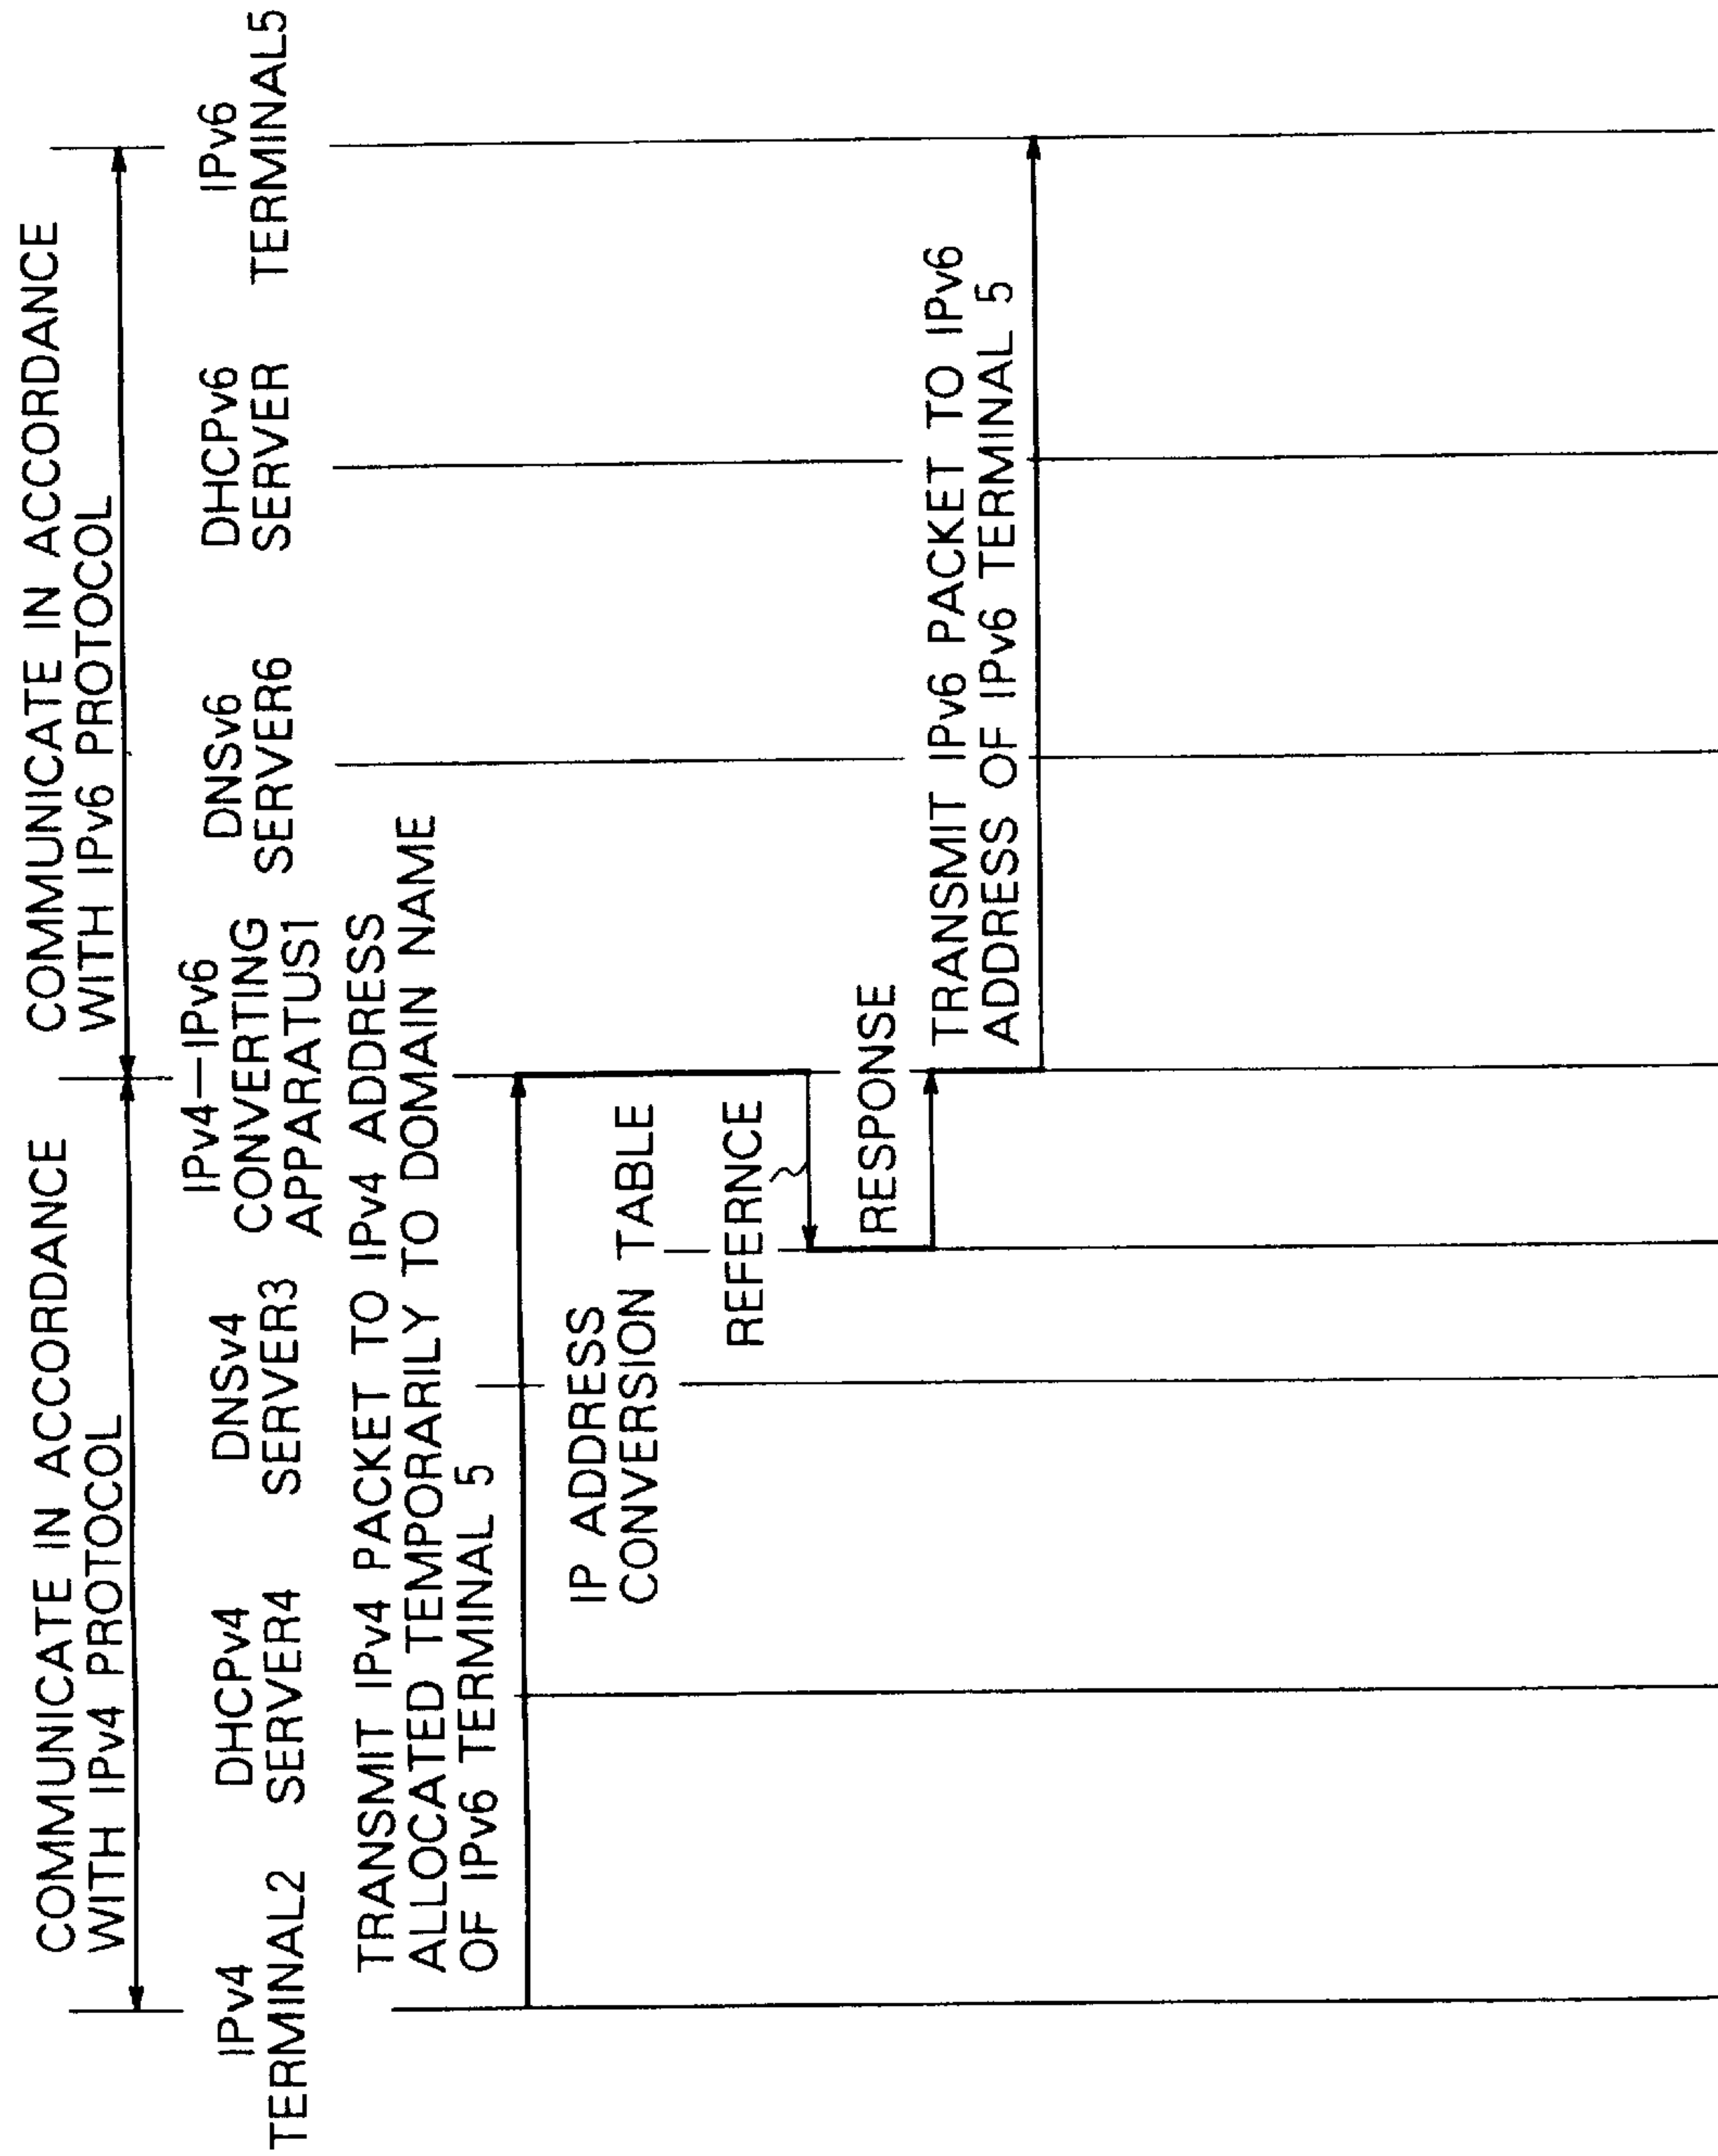 COMMUNICATE IN ACCORDANCE
WITH IPv4 PROTOCOL
COMMUNICATE IN ACCORDANCE
WITH IPv6 PROTOCOL
IPv4
TERMINAL2
DHCPv4
SERVER4
DNSv4
SERVER3
IPv4—IPv6
CONVERTING
APPARATUS1
DNSv6
SERVER6
DHCPv6
SERVER
IPv6
TERMINAL5
TRANSMIT IPv4 PACKET TO IPv4 ADDRESS
ALLOCATED TEMPORARILY TO DOMAIN NAME
OF IPv6 TERMINAL 5
IP ADDRESS
CONVERSION TABLE
REFERNCE
RESPONSE
TRANSMIT IPv6 PACKET TO IPv6
ADDRESS OF IPv6 TERMINAL 5